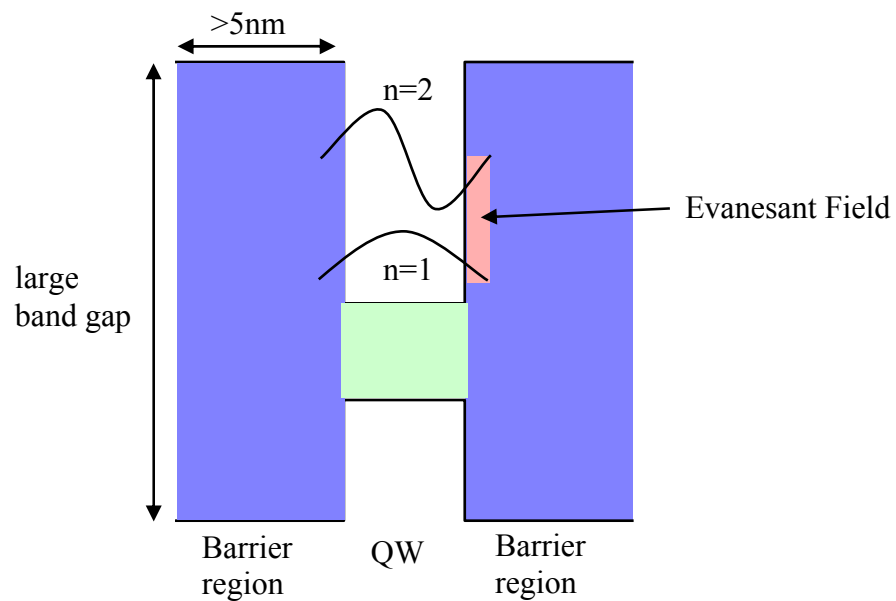 >5nm
n=2
Evanesant Field
large
band gap
n=1
Barrier
region
QW
Barrier
region